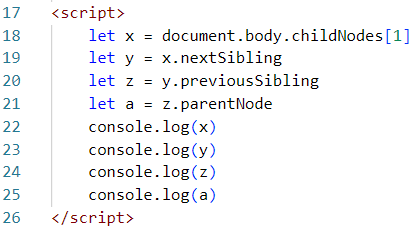 17 <script>
18     let x = document.body.childNodes[1]
19     let y = x.nextSibling
20     let z = y.previousSibling
21     let a = z.parentNode
22     console.log(x)
23     console.log(y)
24     console.log(z)
25     console.log(a)
26 </script>